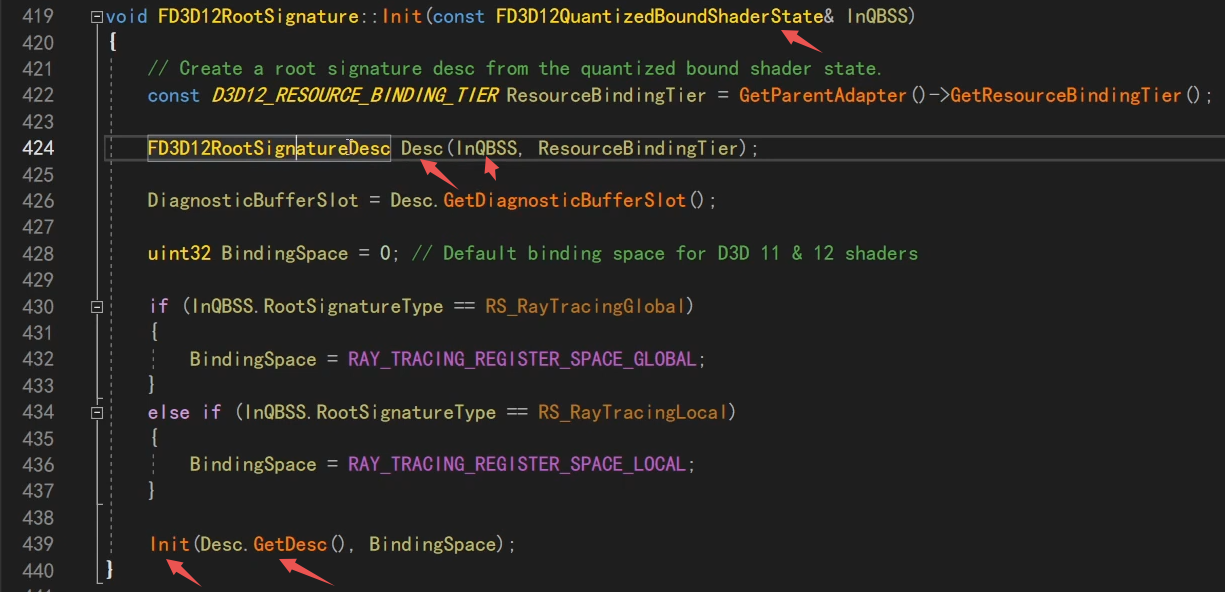 419 void FD3D12RootSignature::Init(const FD3D12QuantizedBoundShaderState& InQBSS)
420 {
421 // Create a root signature desc from the quantized bound shader state.
422 const D3D12_RESOURCE_BINDING_TIER ResourceBindingTier = GetParentAdapter()->GetResourceBindingTier();
423
424 FD3D12RootSignatureDesc Desc(InQBSS, ResourceBindingTier);
425
426 DiagnosticBufferSlot = Desc.GetDiagnosticBufferSlot();
427
428 uint32 BindingSpace = 0; // Default binding space for D3D 11 & 12 shaders
429
430 if (InQBSS.RootSignatureType == RS_RayTracingGlobal)
431 {
432 BindingSpace = RAY_TRACING_REGISTER_SPACE_GLOBAL;
433 }
434 else if (InQBSS.RootSignatureType == RS_RayTracingLocal)
435 {
436 BindingSpace = RAY_TRACING_REGISTER_SPACE_LOCAL;
437 }
438
439 Init(Desc.GetDesc(), BindingSpace);
440 }